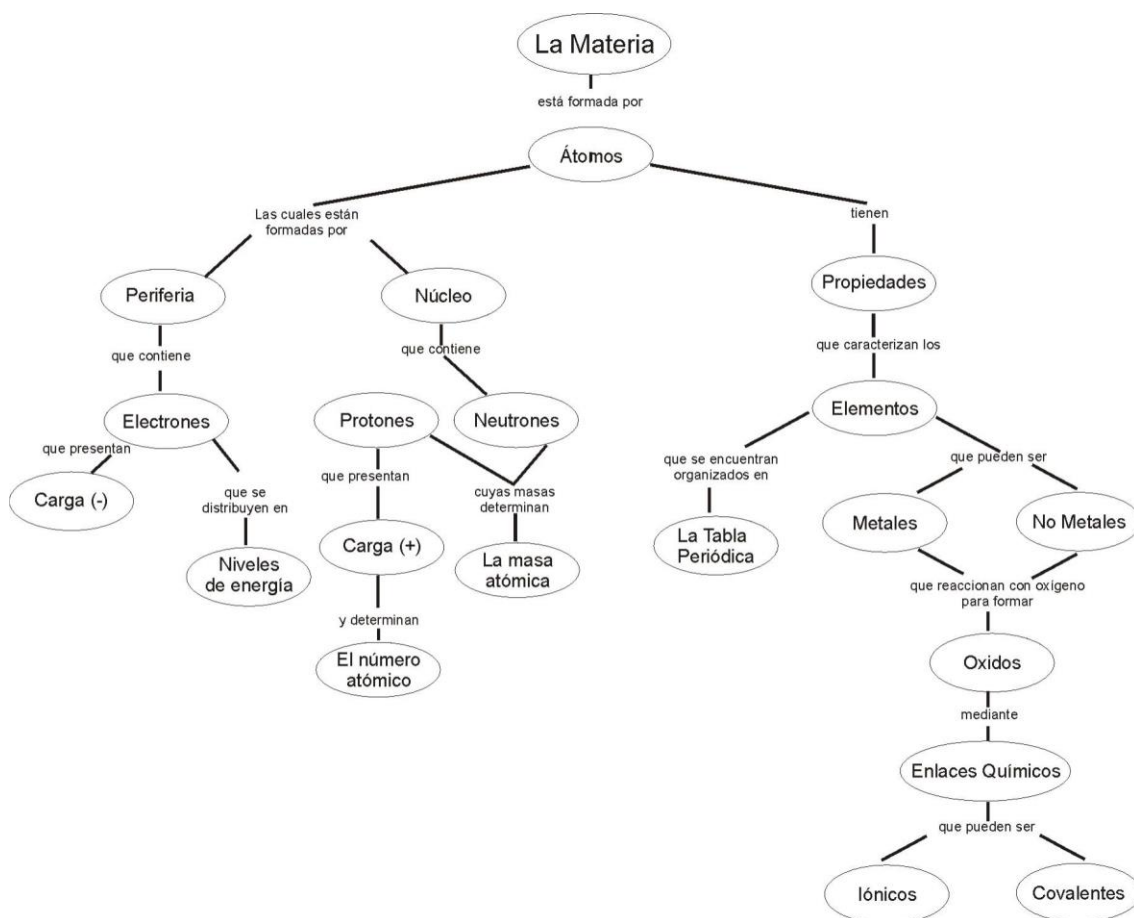 La Materia
está formada por
Átomos
Las cuales están
formadas por
tienen
Periferia
Núcleo
Propiedades
que contiene
que contiene
que caracterizan los
Electrones
Protones
Neutrones
Elementos
que presentan
que se
distribuyen en
que presentan
cuyas masas
determinan
que se encuentran
organizados en
que pueden ser
Carga (-)
Niveles
de energía
Carga (+)
La masa
atómica
La Tabla
Periódica
Metales
No Metales
y determinan
El número
atómico
que reaccionan con oxígeno
para formar
Oxidos
mediante
Enlaces Químicos
que pueden ser
Iónicos
Covalentes